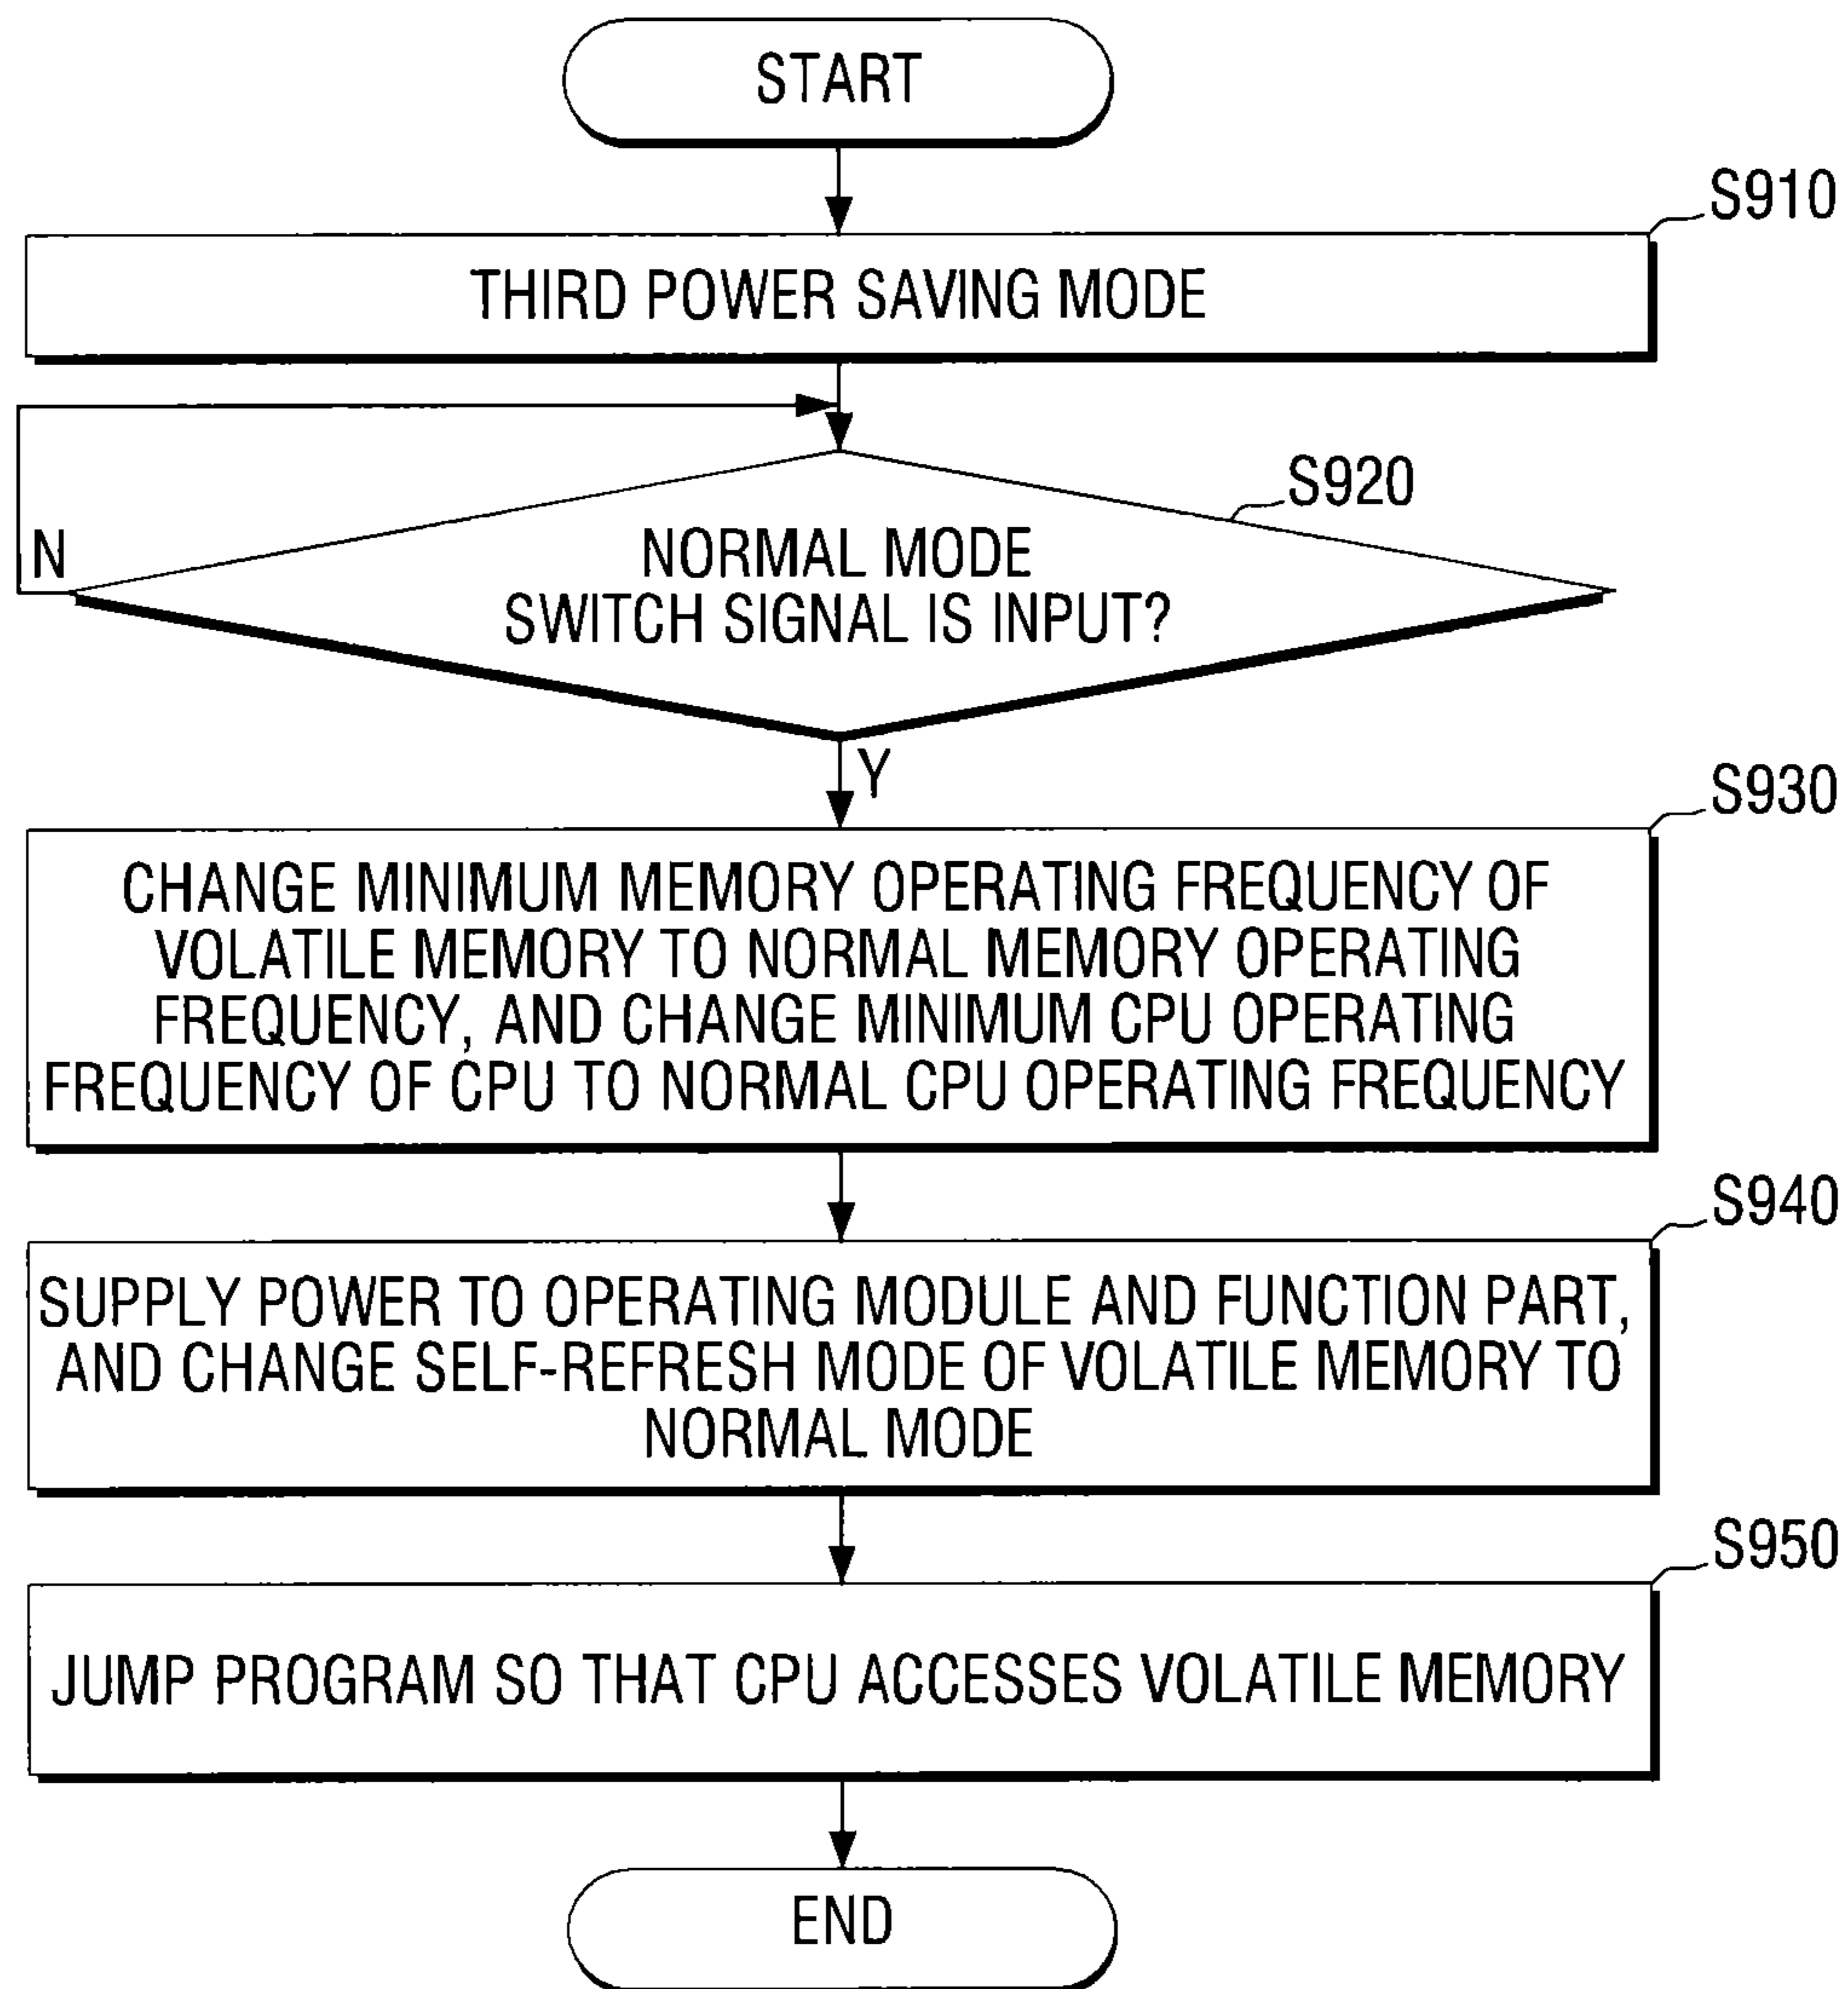 START
S910
THIRD POWER SAVING MODE
S920
N
NORMAL MODE
SWITCH SIGNAL IS INPUT?
Y
S930
CHANGE MINIMUM MEMORY OPERATING FREQUENCY OF
VOLATILE MEMORY TO NORMAL MEMORY OPERATING
FREQUENCY, AND CHANGE MINIMUM CPU OPERATING
FREQUENCY OF CPU TO NORMAL CPU OPERATING FREQUENCY
S940
SUPPLY POWER TO OPERATING MODULE AND FUNCTION PART,
AND CHANGE SELF-REFRESH MODE OF VOLATILE MEMORY TO
NORMAL MODE
S950
JUMP PROGRAM SO THAT CPU ACCESSES VOLATILE MEMORY
END